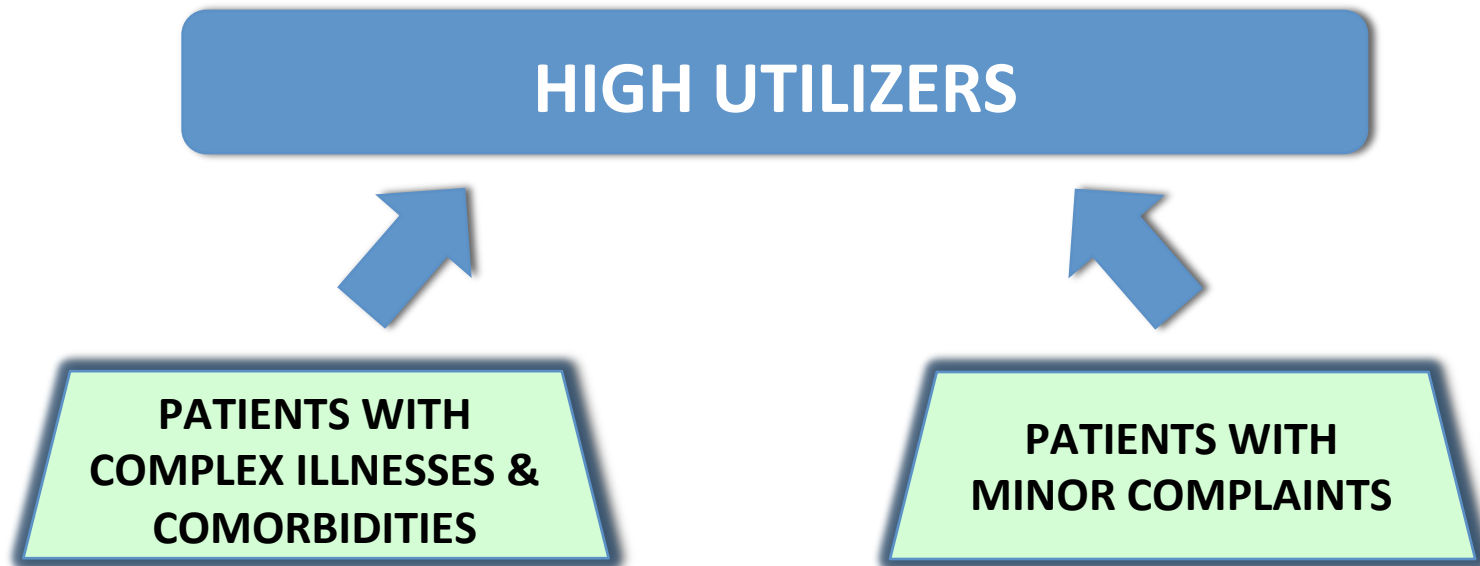 HIGH UTILIZERS
PATIENTS WITH
COMPLEX ILLNESSES &
COMORBIDITIES
PATIENTS WITH
MINOR COMPLAINTS